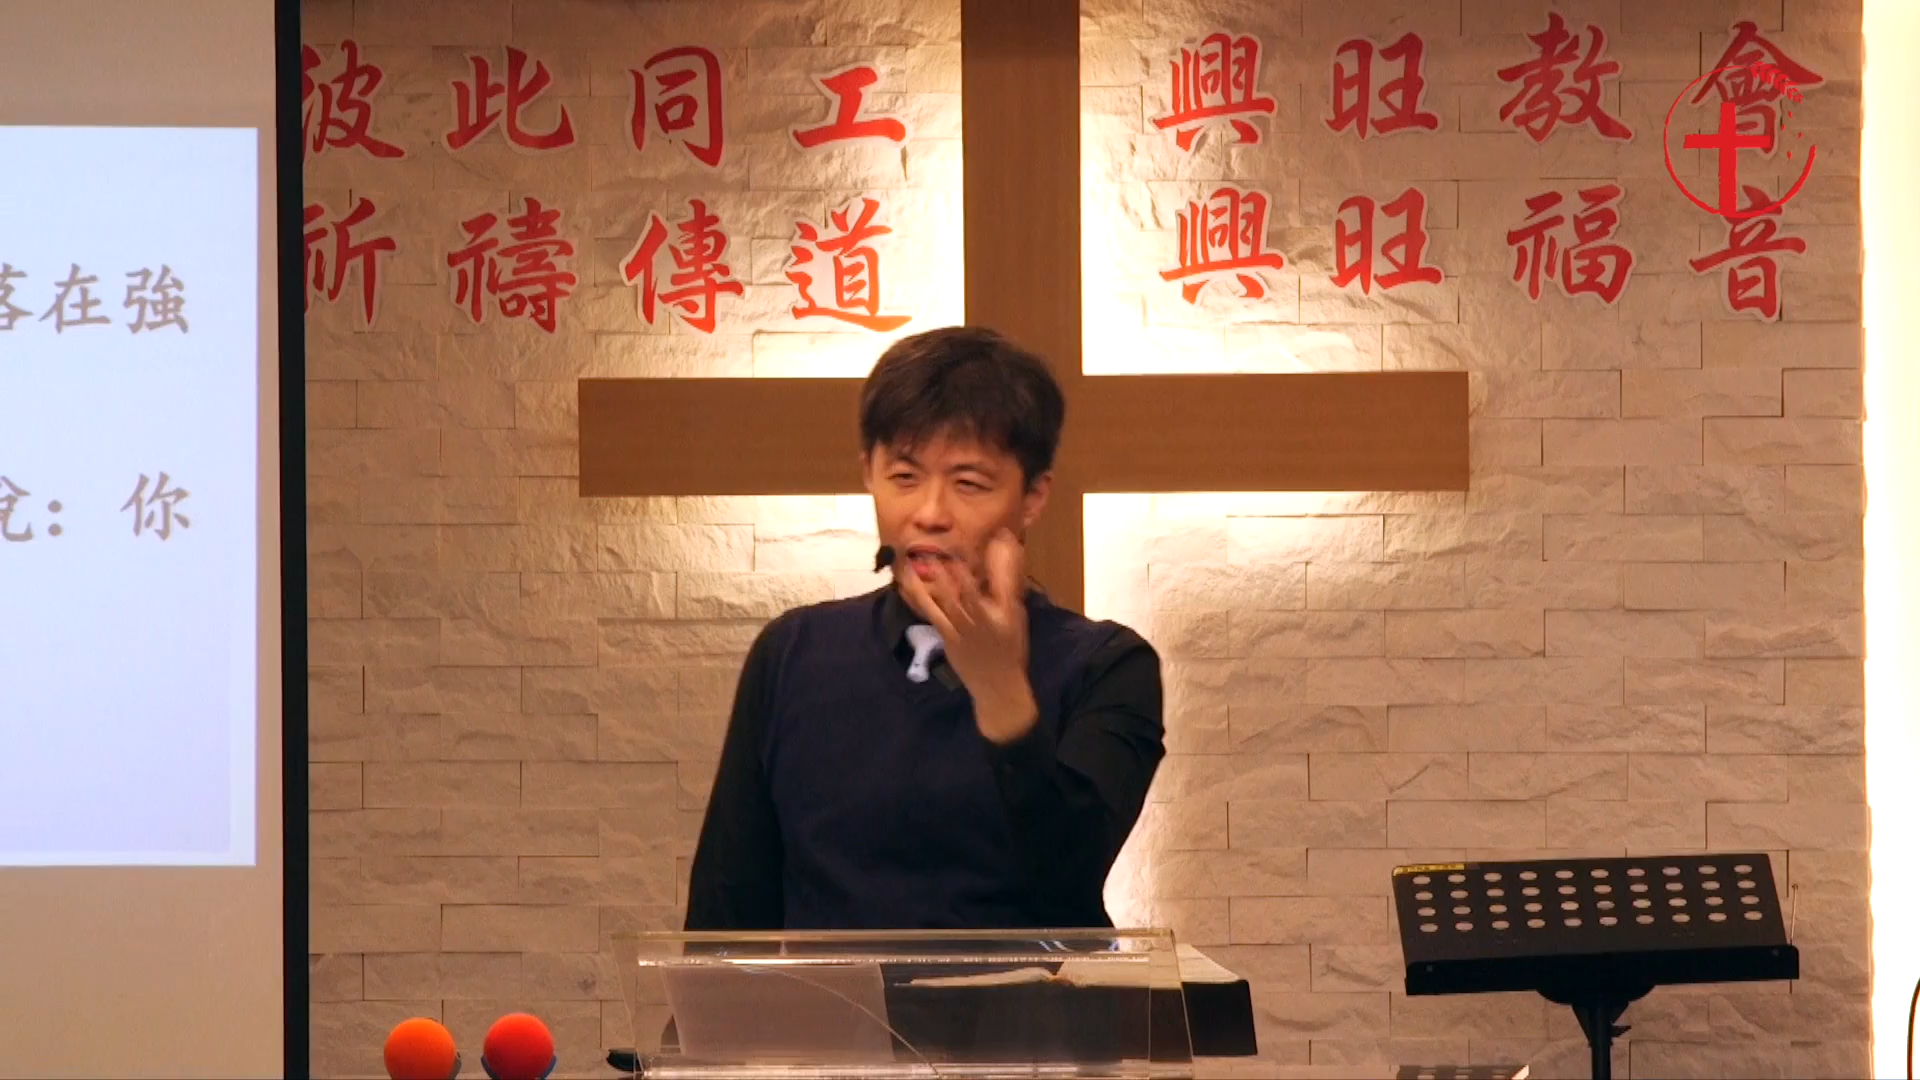 彼此同工 興旺教會
祈禱傳道 興旺福音
落在強
說：你